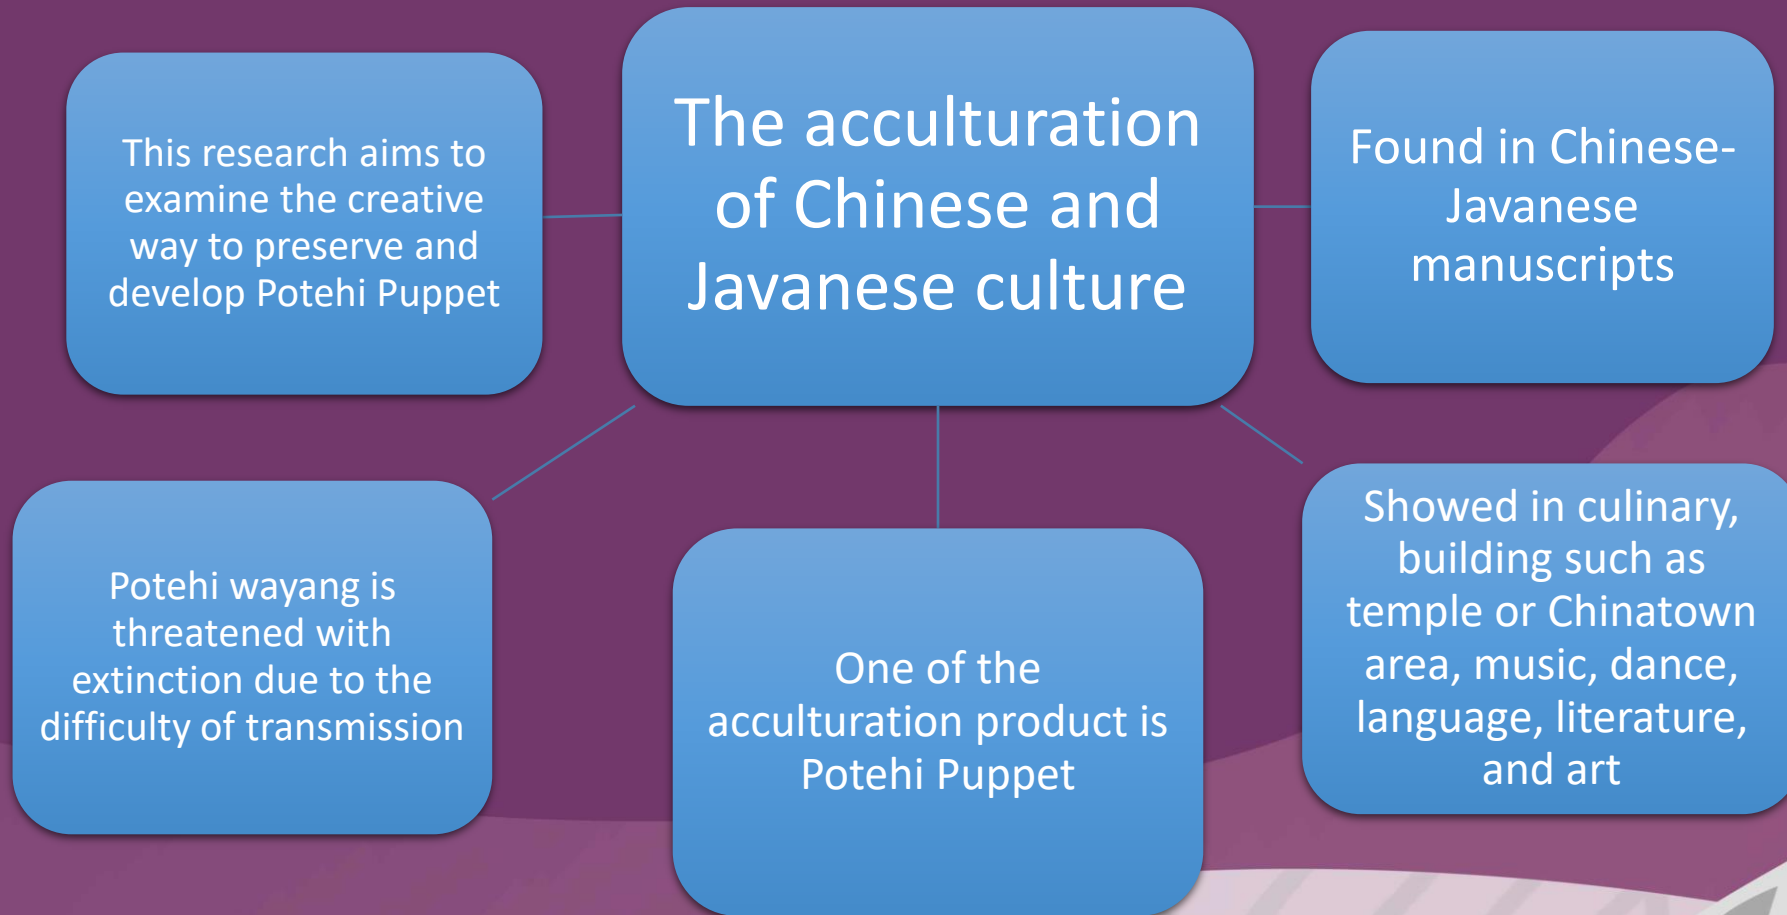 The acculturation
of Chinese and
Javanese culture
Found in Chinese-
Javanese
manuscripts
Showed in culinary,
building such as
temple or Chinatown
area, music, dance,
language, literature,
and art
One of the
acculturation product is
Potehi Puppet
Potehi wayang is
threatened with
extinction due to the
difficulty of transmission
This research aims to
examine the creative
way to preserve and
develop Potehi Puppet